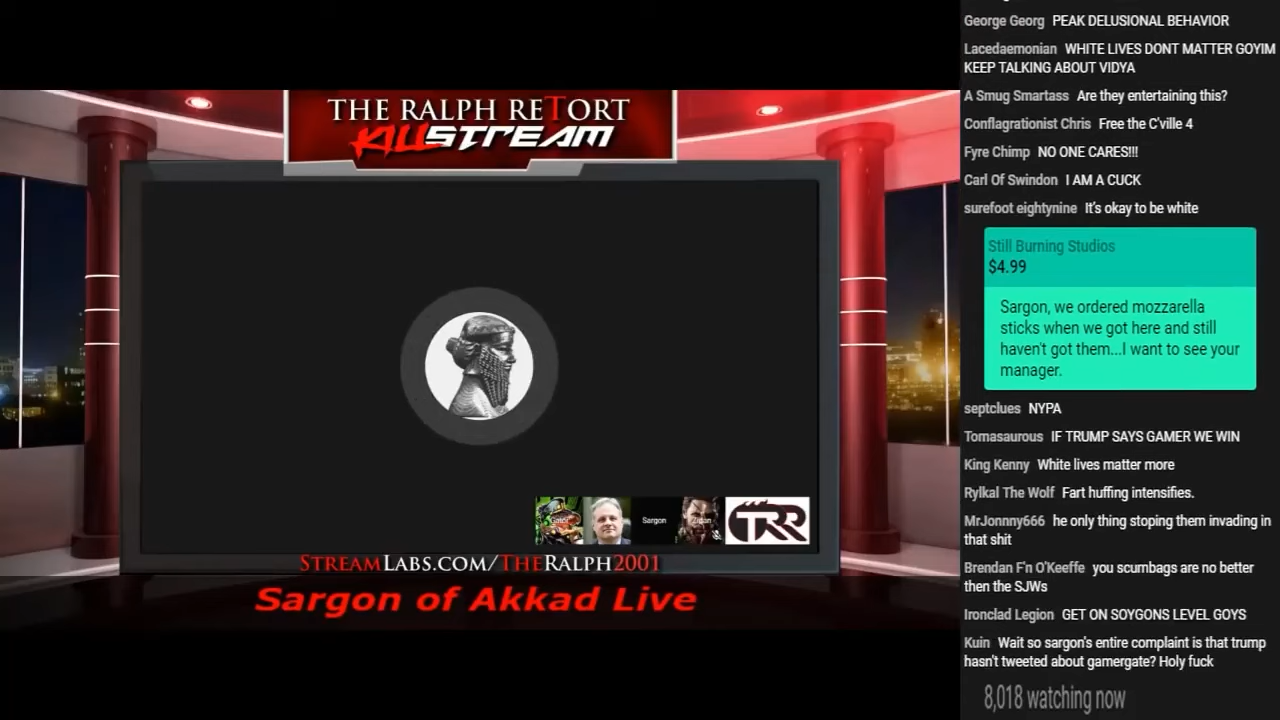 THE RALPH RETORT
KILLSTREAM
Gator
Sargon
TRR
STREAMLABS.COM/THERALPH2001
Sargon of Akkad Live
George Georg PEAK DELUSIONAL BEHAVIOR
Lacedaemonian WHITE LIVES DONT MATTER GOYIM
KEEP TALKING ABOUT VIDYA
A Smug Smartass Are they entertaining this?
Conflagrationist Chris Free the C'ville 4
Fyre Chimp NO ONE CARES!!!
Carl Of Swindon I AM A CUCK
surefoot eightynine It's okay to be white
Still Burning Studios
$4.99
Sargon, we ordered mozzarella
sticks when we got here and still
haven't got them...I want to see your
manager.
septclues NYPA
Tomasaurous IF TRUMP SAYS GAMER WE WIN
King Kenny White lives matter more
Rylkal The Wolf Fart huffing intensifies.
MrJonnny666 he only thing stoping them invading in
that shit
Brendan F'n O'Keeffe you scumbags are no better
then the SJWs
Ironclad Legion GET ON SOYGONS LEVEL GOYS
Kuin Wait so sargon's entire complaint is that trump
hasn't tweeted about gamergate? Holy fuck
8,018 watching now